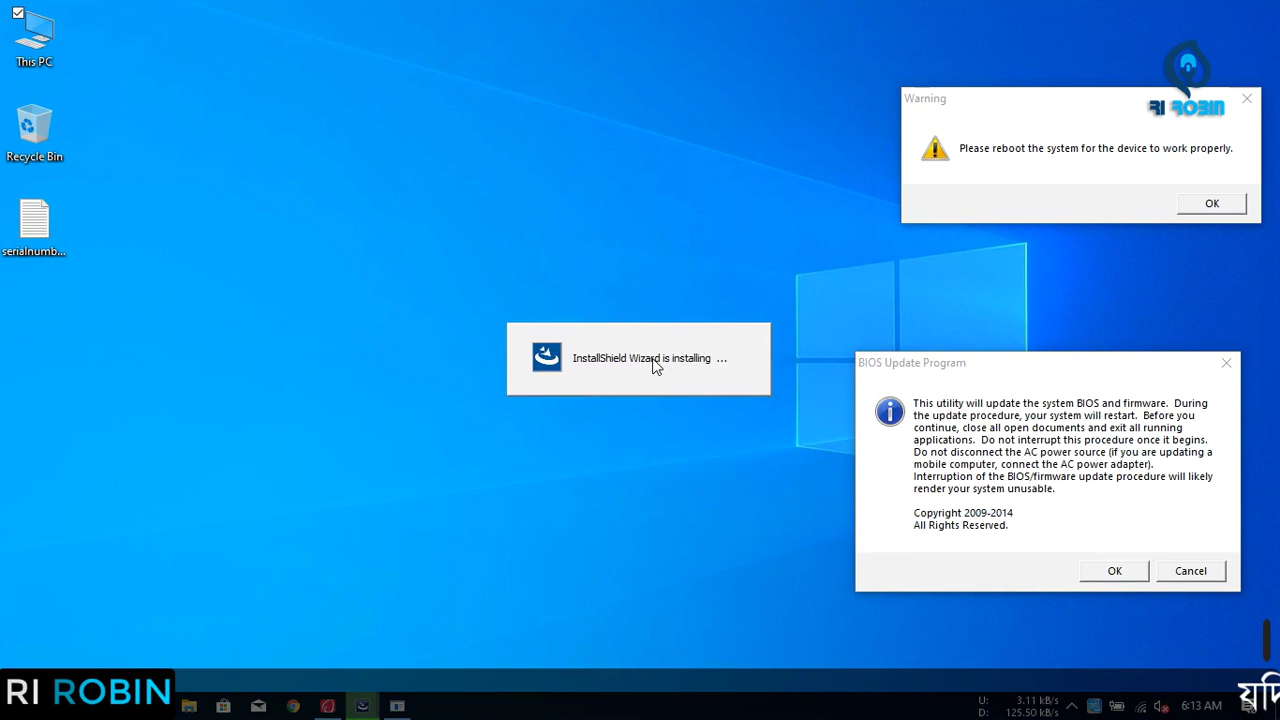 This PC
Recycle Bin
serialnumb...
Warning
RI ROBIN
Please reboot the system for the device to work properly.
OK
InstallShield Wizard is installing ...
BIOS Update Program
This utility will update the system BIOS and firmware. During
the update procedure, your system will restart. Before you
continue, close all open documents and exit all running
applications. Do not interrupt this procedure once it begins.
Do not disconnect the AC power source (if you are updating a
mobile computer, connect the AC power adapter).
Interruption of the BIOS/firmware update procedure will likely
render your system unusable.
Copyright 2009-2014
All Rights Reserved.
OK
Cancel
RI ROBIN
U: 3.11 kB/s
D: 125.50 kB/s
6:13 AM